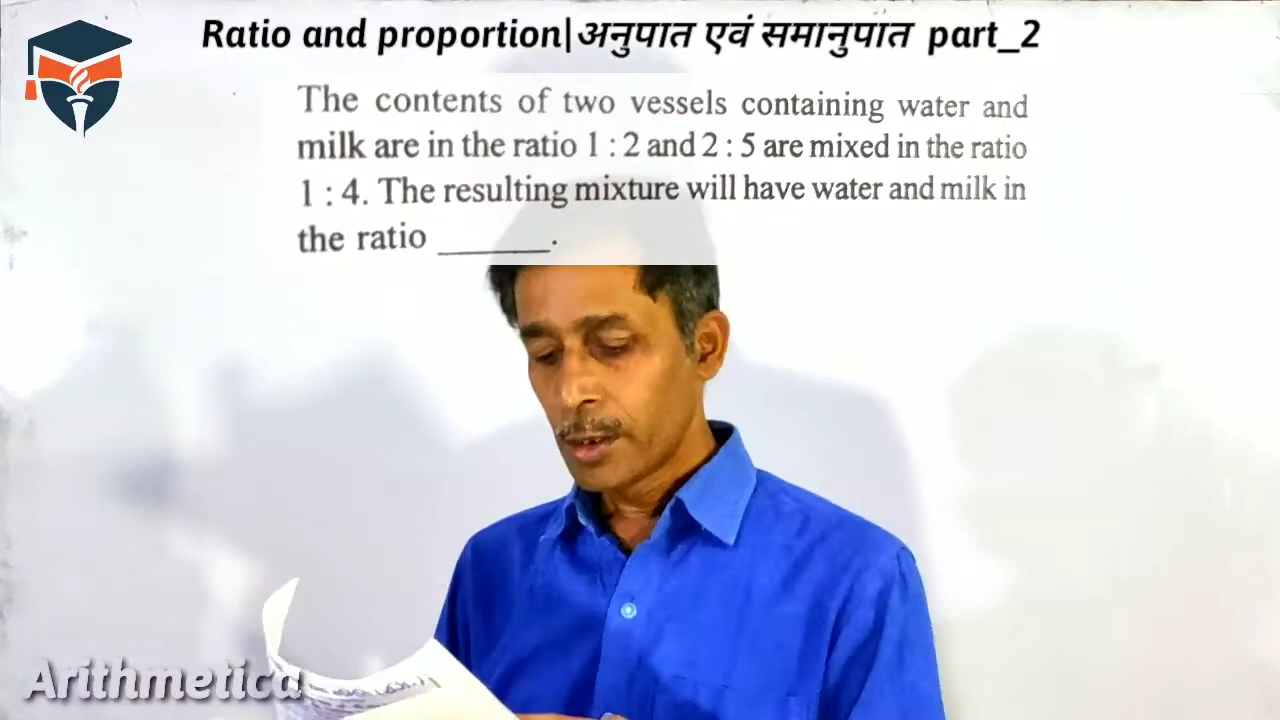 Ratio and proportion|अनुपात एवं समानुपात part_2
The contents of two vessels containing water and
milk are in the ratio 1 : 2 and 2 : 5 are mixed in the ratio
1 : 4. The resulting mixture will have water and milk in
the ratio _______.
Arithmetica